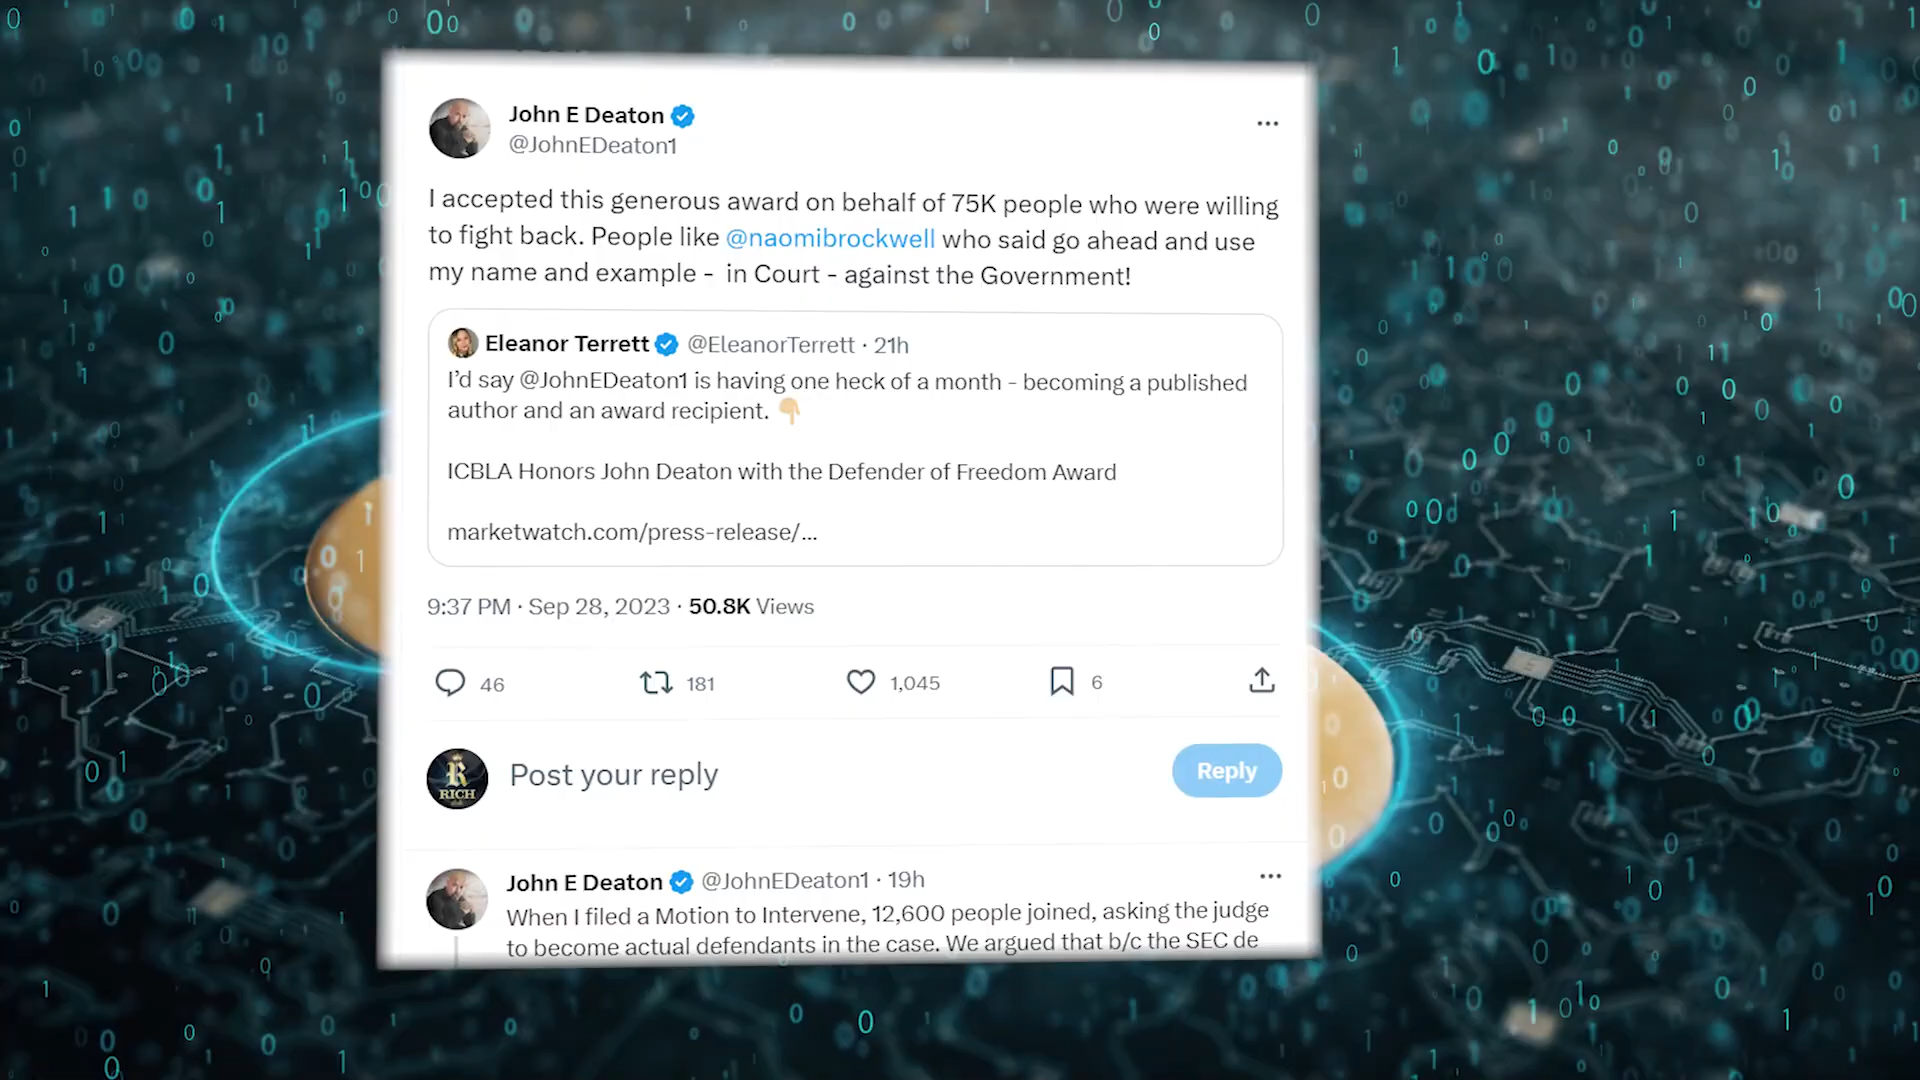 John E Deaton
@JohnEDeaton1
I accepted this generous award on behalf of 75K people who were willing
to fight back. People like @naomibrockwell who said go ahead and use
my name and example -  in Court - against the Government!
Eleanor Terrett @EleanorTerrett · 21h
I’d say @JohnEDeaton1 is having one heck of a month - becoming a published
author and an award recipient. 👇🏼
ICBLA Honors John Deaton with the Defender of Freedom Award
marketwatch.com/press-release/...
9:37 PM · Sep 28, 2023 · 50.8K Views
46 181 1,045 6
R
RICH
Post your reply
Reply
John E Deaton @JohnEDeaton1 · 19h
When I filed a Motion to Intervene, 12,600 people joined, asking the judge
to become actual defendants in the case. We argued that b/c the SEC de